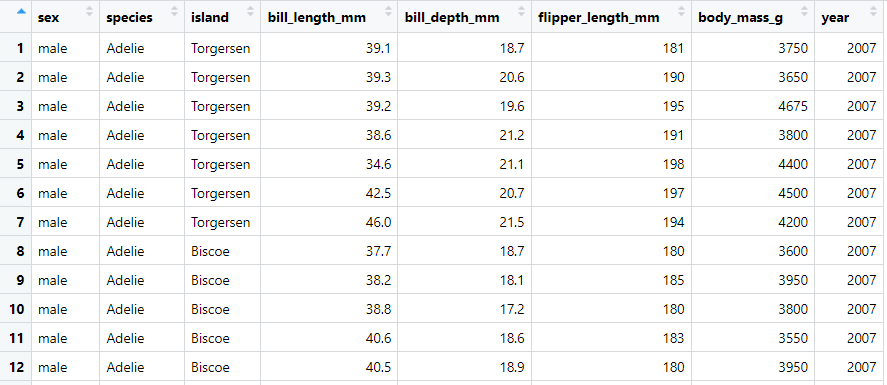 sex species island bill_length_mm bill_depth_mm flipper_length_mm body_mass_g year
1 male Adelie Torgersen 39.1 18.7 181 3750 2007
2 male Adelie Torgersen 39.3 20.6 190 3650 2007
3 male Adelie Torgersen 39.2 19.6 195 4675 2007
4 male Adelie Torgersen 38.6 21.2 191 3800 2007
5 male Adelie Torgersen 34.6 21.1 198 4400 2007
6 male Adelie Torgersen 42.5 20.7 197 4500 2007
7 male Adelie Torgersen 46.0 21.5 194 4200 2007
8 male Adelie Biscoe 37.7 18.7 180 3600 2007
9 male Adelie Biscoe 38.2 18.1 185 3950 2007
10 male Adelie Biscoe 38.8 17.2 180 3800 2007
11 male Adelie Biscoe 40.6 18.6 183 3550 2007
12 male Adelie Biscoe 40.5 18.9 180 3950 2007